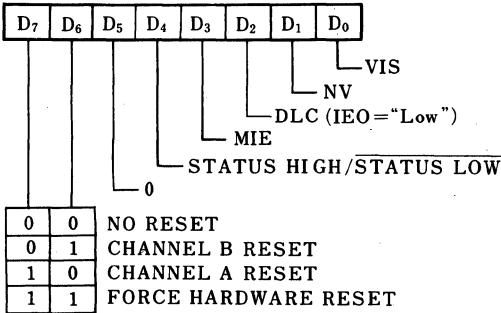 D7 D6 D5 D4 D3 D2 D1 D0
VIS
NV
DLC (IEO="Low")
MIE
STATUS HIGH/STATUS LOW
0
0 0 NO RESET
0 1 CHANNEL B RESET
1 0 CHANNEL A RESET
1 1 FORCE HARDWARE RESET